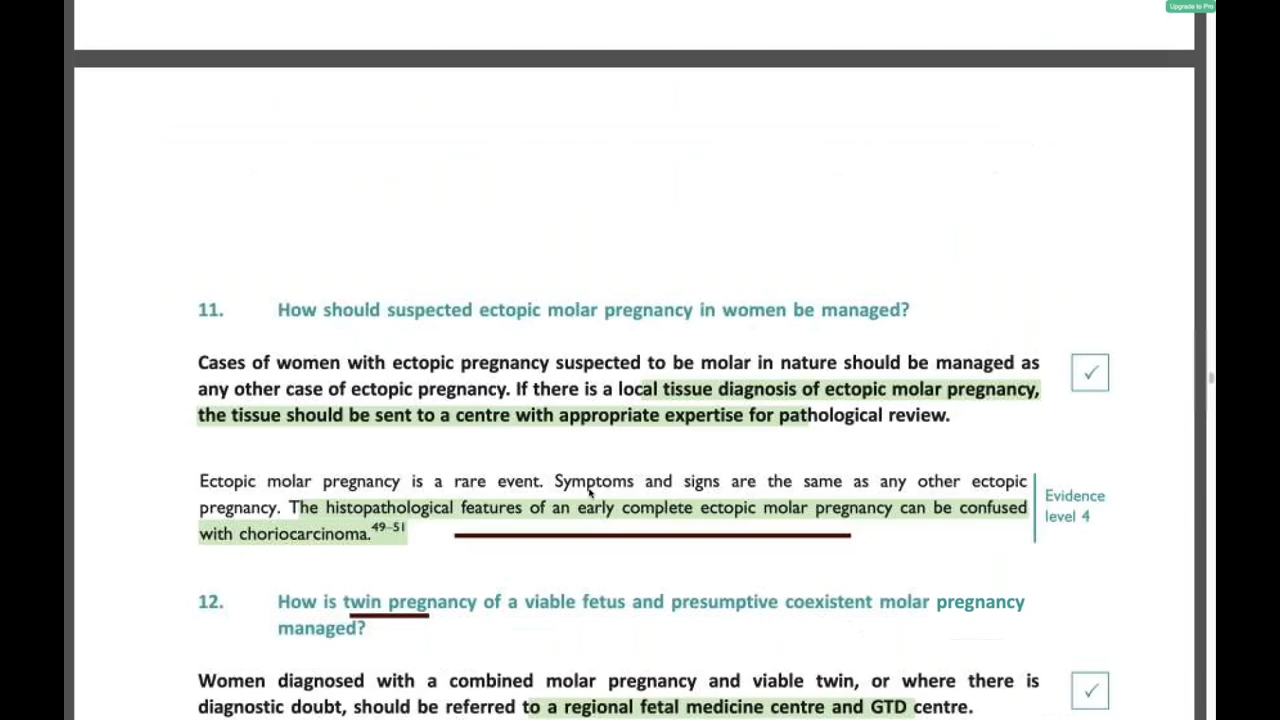 Upgrade to Pro
11. How should suspected ectopic molar pregnancy in women be managed?
Cases of women with ectopic pregnancy suspected to be molar in nature should be managed as
any other case of ectopic pregnancy. If there is a local tissue diagnosis of ectopic molar pregnancy,
the tissue should be sent to a centre with appropriate expertise for pathological review.
✓
Ectopic molar pregnancy is a rare event. Symptoms and signs are the same as any other ectopic
pregnancy. The histopathological features of an early complete ectopic molar pregnancy can be confused
with choriocarcinoma.49–51
Evidence
level 4
12. How is twin pregnancy of a viable fetus and presumptive coexistent molar pregnancy
managed?
Women diagnosed with a combined molar pregnancy and viable twin, or where there is
diagnostic doubt, should be referred to a regional fetal medicine centre and GTD centre.
✓